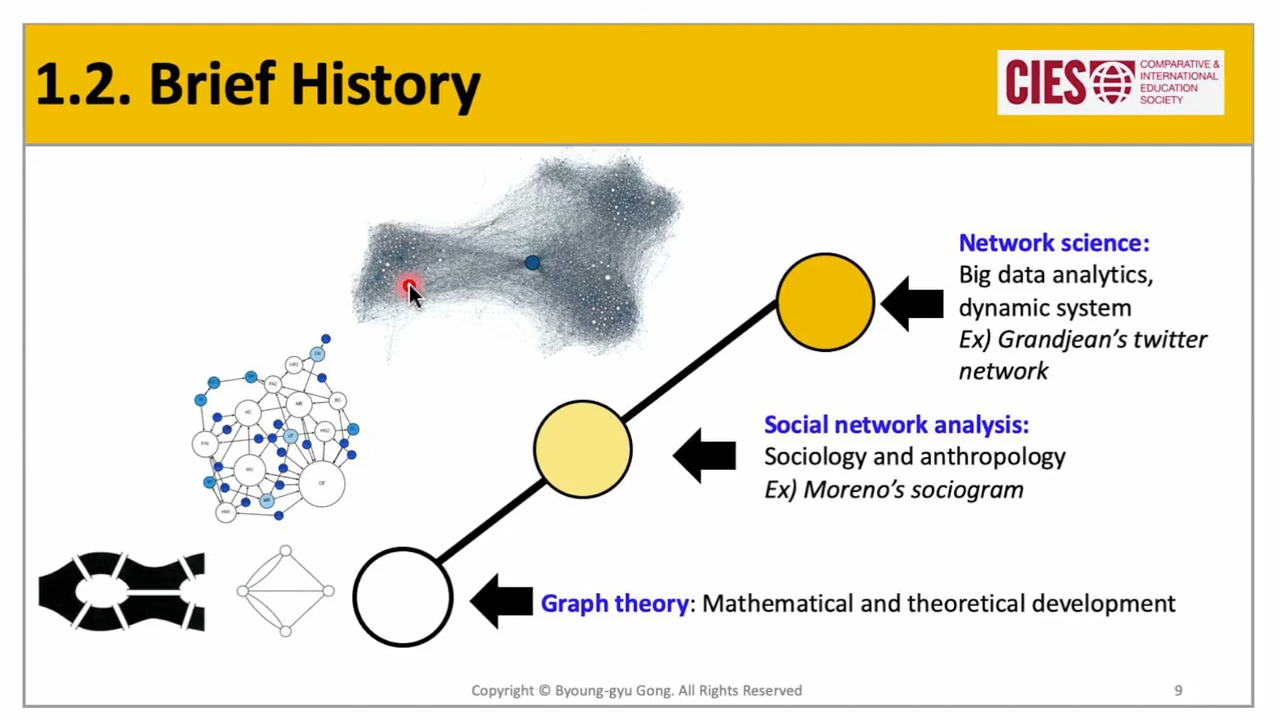 1.2. Brief History
CIES
COMPARATIVE &
INTERNATIONAL
EDUCATION
SOCIETY
Network science:
Big data analytics,
dynamic system
Ex) Grandjean's twitter
network
Social network analysis:
Sociology and anthropology
Ex) Moreno's sociogram
Graph theory: Mathematical and theoretical development
Copyright © Byoung-gyu Gong. All Rights Reserved
9